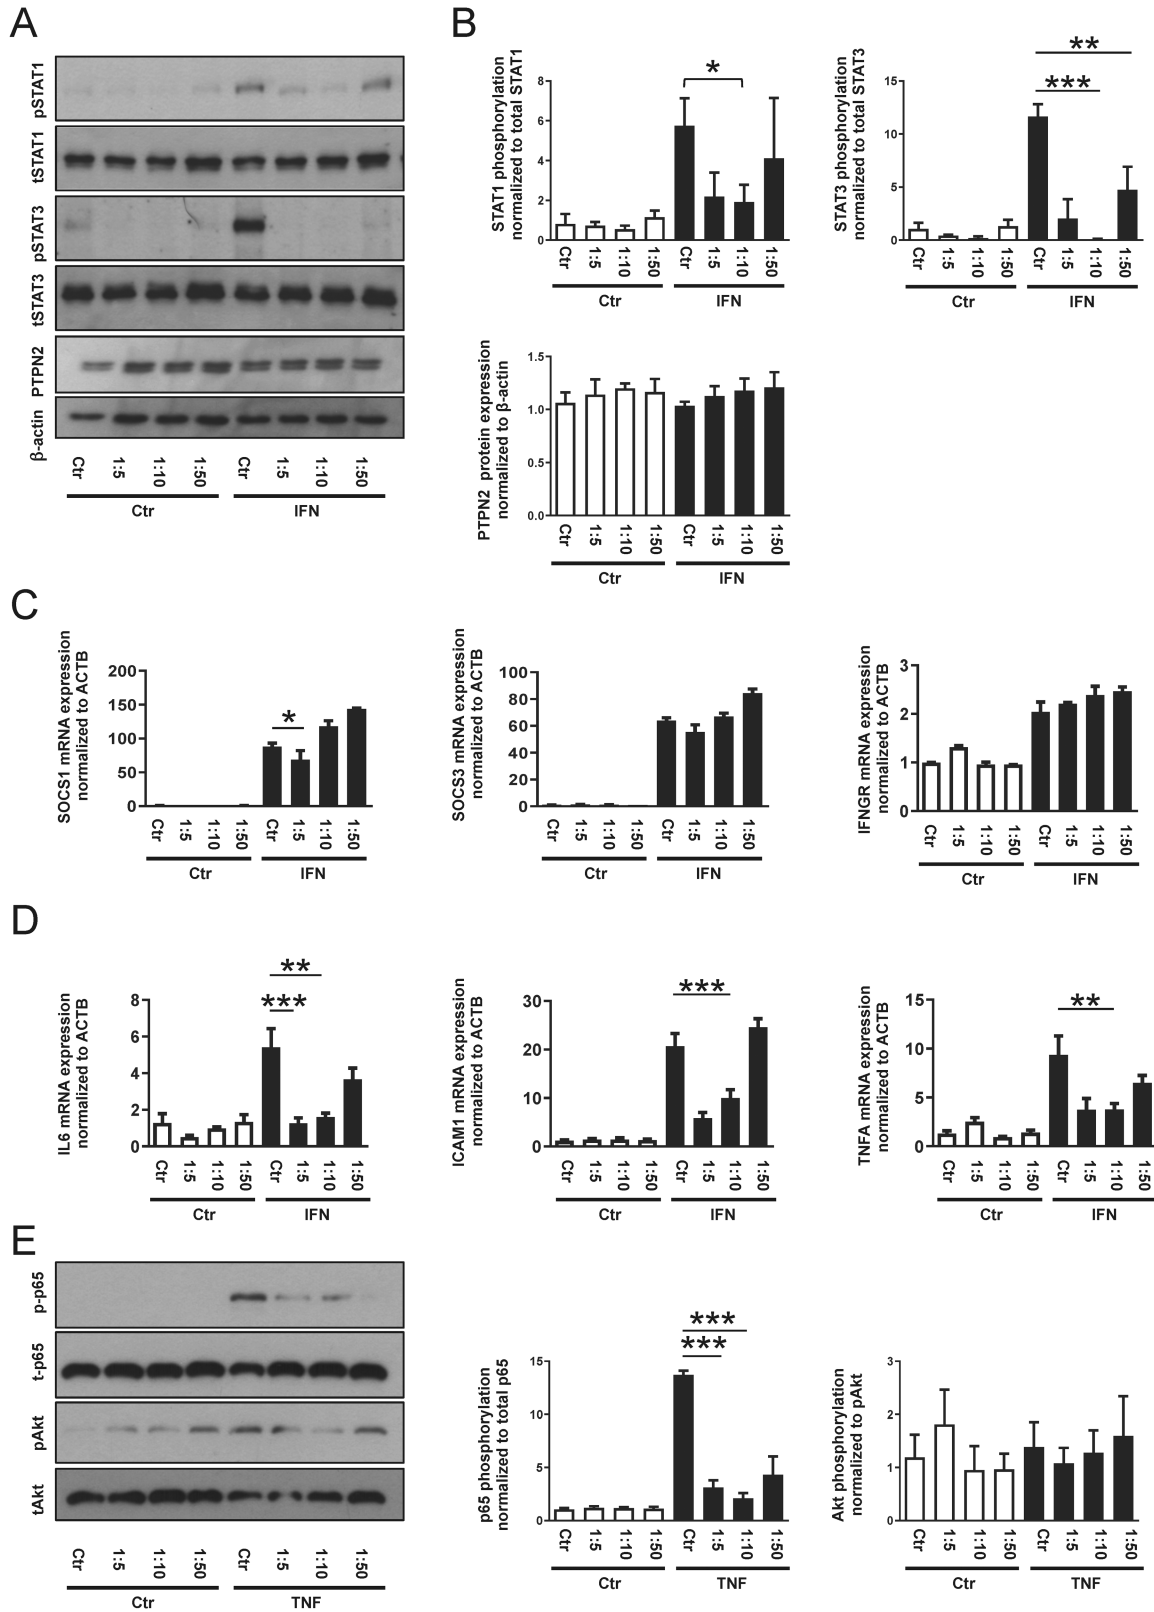 A
pSTAT1
tSTAT1
pSTAT3
tSTAT3
PTPN2
β-actin
Ctr 1:5 1:10 1:50 Ctr 1:5 1:10 1:50
Ctr IFN
B
STAT1 phosphorylation
normalized to total STAT1
8
6
4
2
0
*
Ctr 1:5 1:10 1:50 Ctr 1:5 1:10 1:50
Ctr IFN
STAT3 phosphorylation
normalized to total STAT3
15
10
5
0
**
***
Ctr 1:5 1:10 1:50 Ctr 1:5 1:10 1:50
Ctr IFN
PTPN2 protein expression
normalized to β-actin
1.5
1.0
0.5
0.0
Ctr 1:5 1:10 1:50 Ctr 1:5 1:10 1:50
Ctr IFN
C
SOCS1 mRNA expression
normalized to ACTB
200
150
100
50
0
*
Ctr 1:5 1:10 1:50 Ctr 1:5 1:10 1:50
Ctr IFN
SOCS3 mRNA expression
normalized to ACTB
100
80
60
40
20
0
Ctr 1:5 1:10 1:50 Ctr 1:5 1:10 1:50
Ctr IFN
IFNGR mRNA expression
normalized to ACTB
3
2
1
0
Ctr 1:5 1:10 1:50 Ctr 1:5 1:10 1:50
Ctr IFN
D
IL6 mRNA expression
normalized to ACTB
8
6
4
2
0
**
***
Ctr 1:5 1:10 1:50 Ctr 1:5 1:10 1:50
Ctr IFN
ICAM1 mRNA expression
normalized to ACTB
30
20
10
0
***
Ctr 1:5 1:10 1:50 Ctr 1:5 1:10 1:50
Ctr IFN
TNFA mRNA expression
normalized to ACTB
15
10
5
0
**
Ctr 1:5 1:10 1:50 Ctr 1:5 1:10 1:50
Ctr IFN
E
p-p65
t-p65
pAkt
tAkt
Ctr 1:5 1:10 1:50 Ctr 1:5 1:10 1:50
Ctr TNF
p65 phosphorylation
normalized to total p65
15
10
5
0
***
***
Ctr 1:5 1:10 1:50 Ctr 1:5 1:10 1:50
Ctr TNF
Akt phosphorylation
normalized to pAkt
3
2
1
0
Ctr 1:5 1:10 1:50 Ctr 1:5 1:10 1:50
Ctr TNF